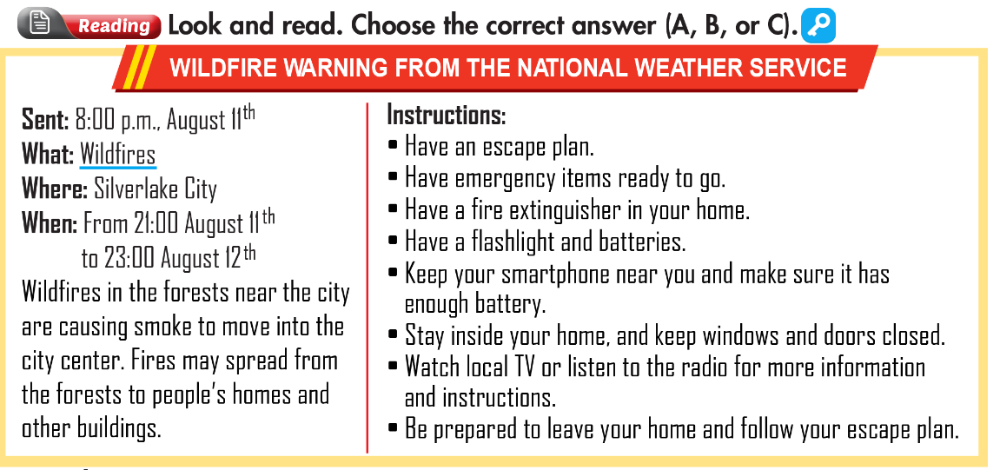 Reading Look and read. Choose the correct answer (A, B, or C).
WILDFIRE WARNING FROM THE NATIONAL WEATHER SERVICE
Sent: 8:00 p.m., August 11th
What: Wildfires
Where: Silverlake City
When: From 21:00 August 11th
to 23:00 August 12th
Wildfires in the forests near the city
are causing smoke to move into the
city center. Fires may spread from
the forests to people's homes and
other buildings.
Instructions:
▪ Have an escape plan.
▪ Have emergency items ready to go.
▪ Have a fire extinguisher in your home.
▪ Have a flashlight and batteries.
▪ Keep your smartphone near you and make sure it has
enough battery.
▪ Stay inside your home, and keep windows and doors closed.
▪ Watch local TV or listen to the radio for more information
and instructions.
▪ Be prepared to leave your home and follow your escape plan.